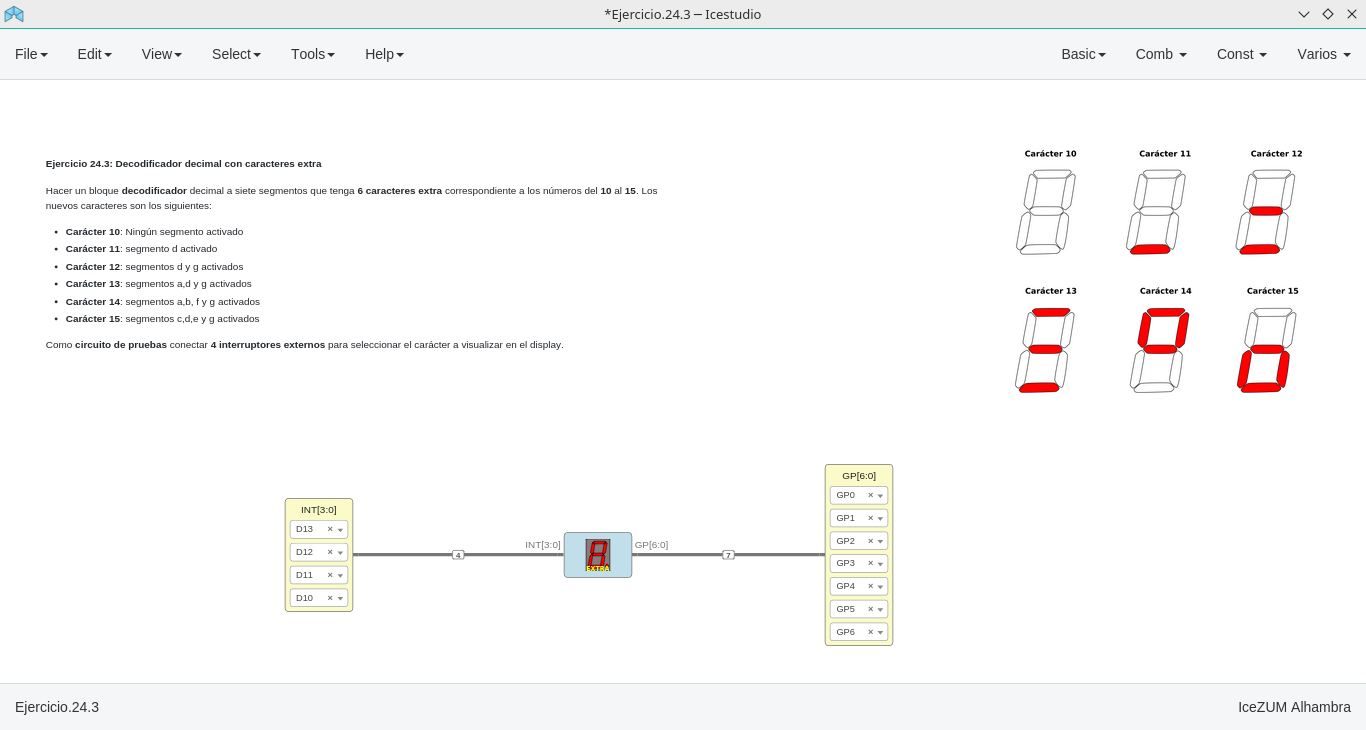 *Ejercicio.24.3 — Icestudio
File Edit View Select Tools Help Basic Comb Const Varios
Ejercicio 24.3: Decodificador decimal con caracteres extra
Hacer un bloque decodificador decimal a siete segmentos que tenga 6 caracteres extra correspondiente a los números del 10 al 15. Los
nuevos caracteres son los siguientes:
• Carácter 10: Ningún segmento activado
• Carácter 11: segmento d activado
• Carácter 12: segmentos d y g activados
• Carácter 13: segmentos a,d y g activados
• Carácter 14: segmentos a,b, f y g activados
• Carácter 15: segmentos c,d,e y g activados
Como circuito de pruebas conectar 4 interruptores externos para seleccionar el carácter a visualizar en el display.
Carácter 10 Carácter 11 Carácter 12
Carácter 13 Carácter 14 Carácter 15
INT[3:0]
D13 ×
D12 ×
D11 ×
D10 ×
4
INT[3:0]
EXTRA
GP[6:0]
7
GP[6:0]
GP0 ×
GP1 ×
GP2 ×
GP3 ×
GP4 ×
GP5 ×
GP6 ×
Ejercicio.24.3 IceZUM Alhambra